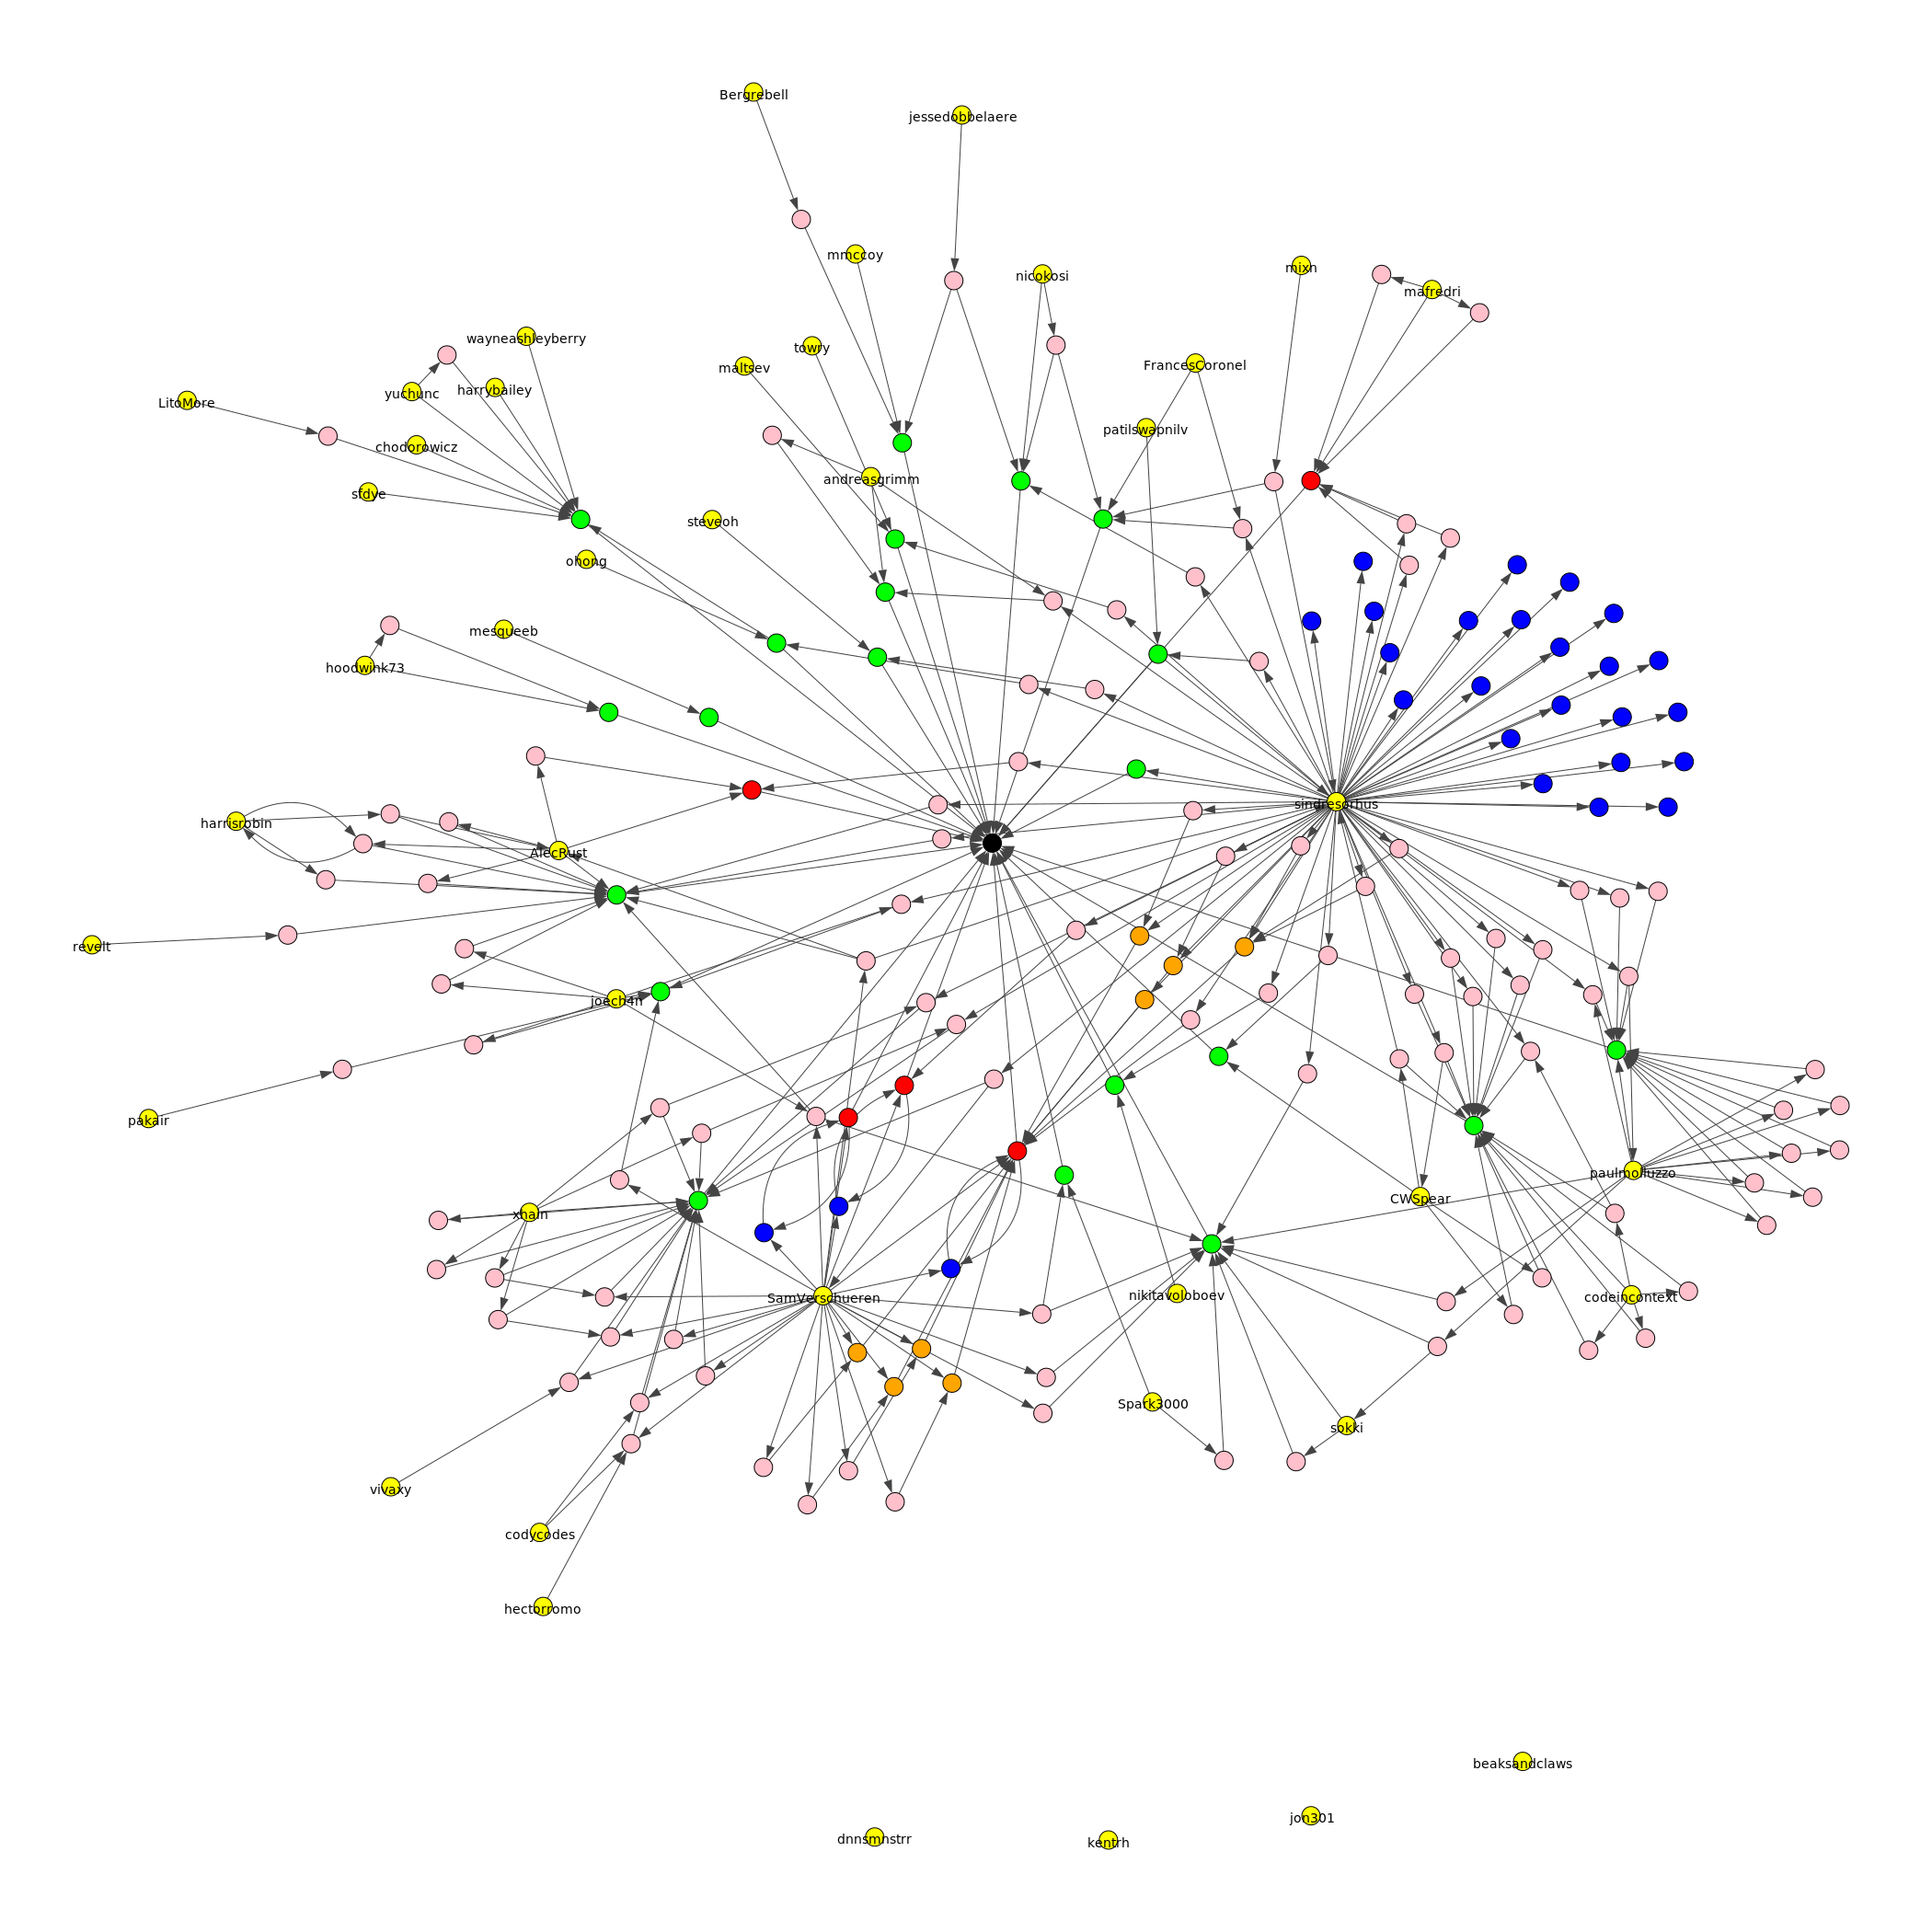 Bergrebell
jessedobbelaere
mmccoy
nicokosi
mixn
mafredri
wayneashleyberry
towry
maltsev
FrancesCoronel
yuchunc
harrybailey
LitoMore
patilswapnilv
chodorowicz
andreasgrimm
sfdye
steveoh
ohong
mesqueeb
hoodwink73
sindresorhus
harrisrobin
AlecRust
revelt
joech4n
pakair
paulmolluzzo
CWSpear
xhain
SamVerschueren
nikitavoloboev
codeincontext
Spark3000
sokki
vivaxy
codycodes
hectorromo
beaksandclaws
jon301
dnnsmnstrr
kentrh